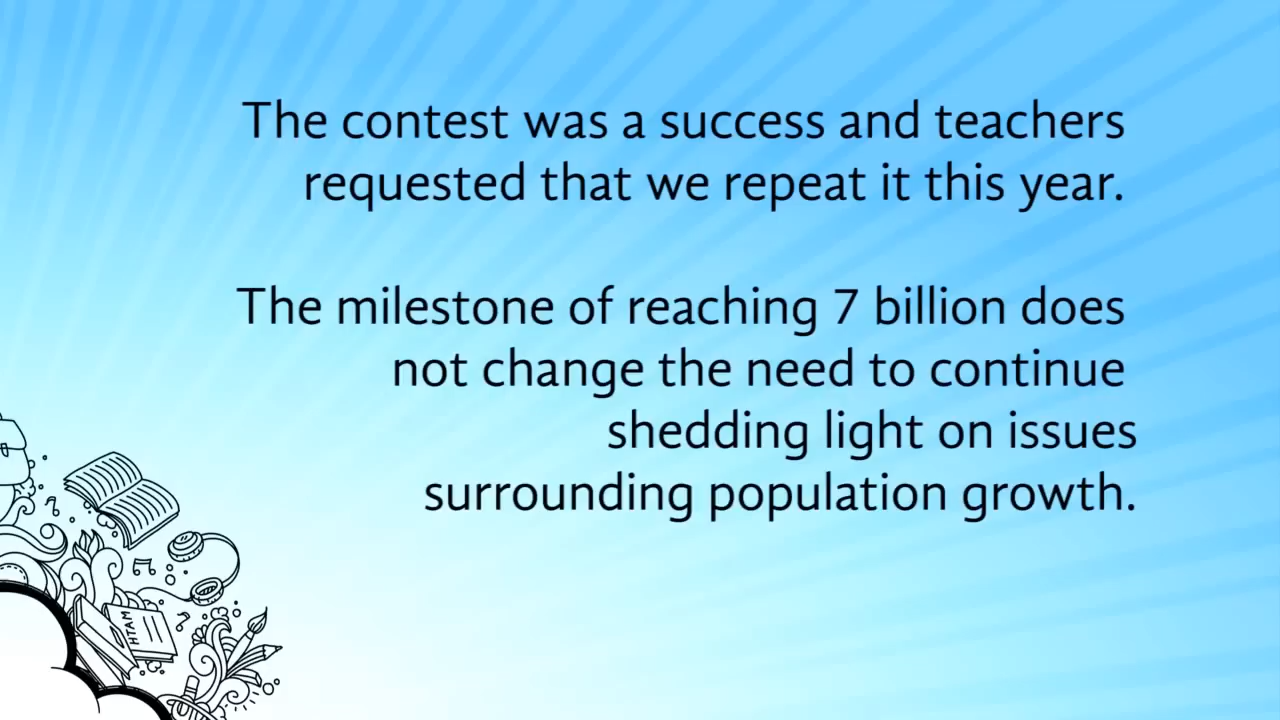 The contest was a success and teachers
requested that we repeat it this year.
The milestone of reaching 7 billion does
not change the need to continue
shedding light on issues
surrounding population growth.
MATH